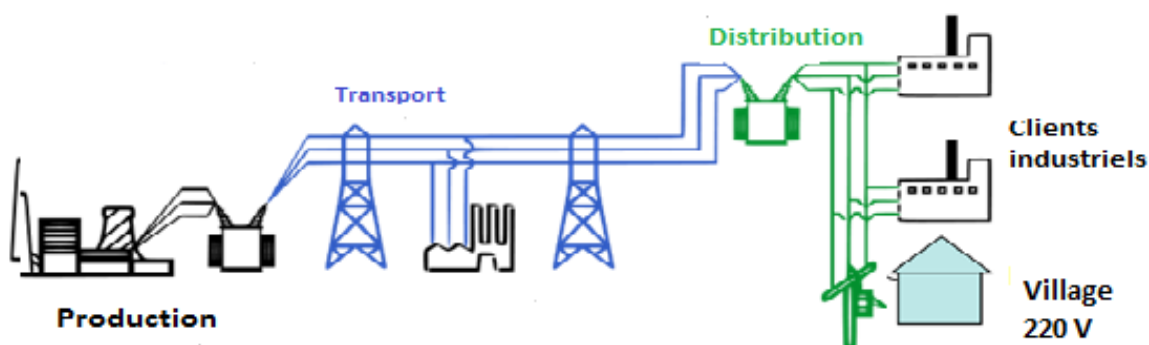 Distribution
Transport
Clients
industriels
Production
Village
220 V